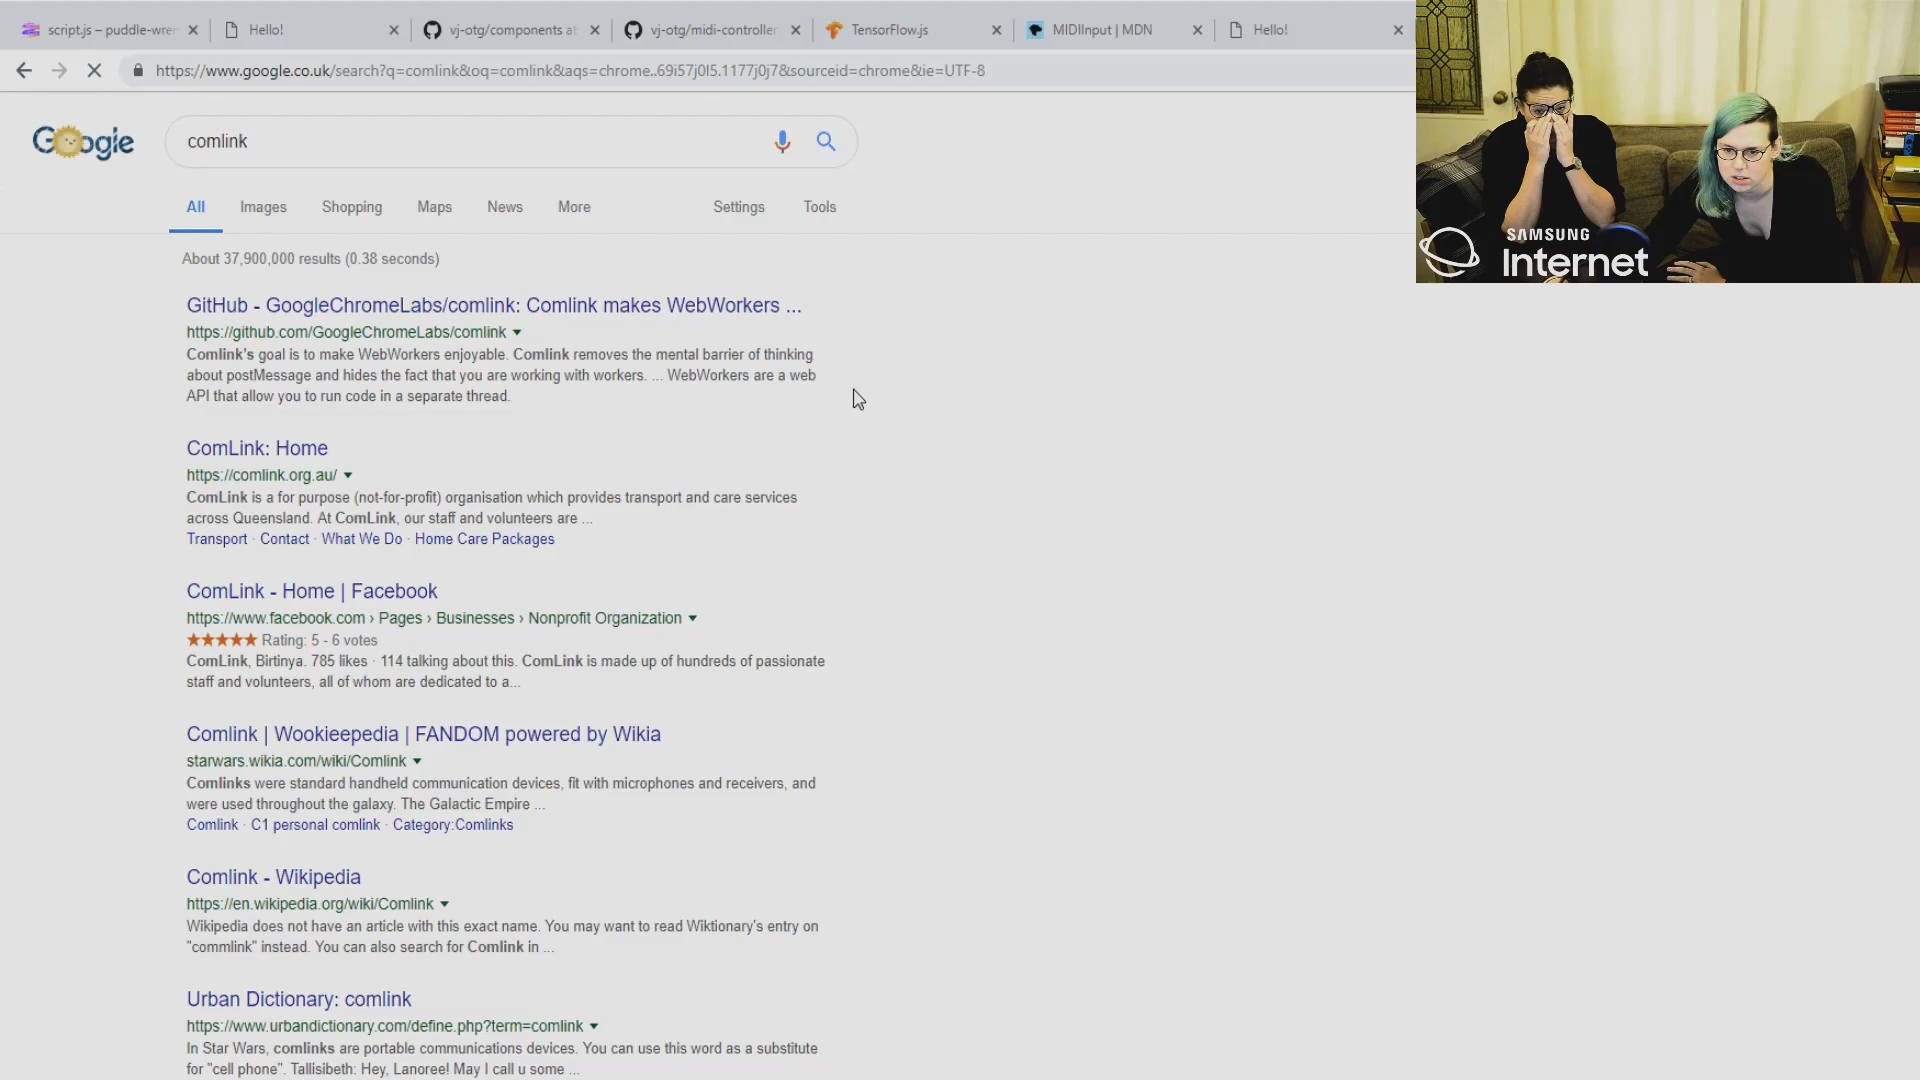 script.js – puddle-wrer
Hello!
vj-otg/components at
vj-otg/midi-controller
TensorFlow.js
MIDIInput | MDN
Hello!
https://www.google.co.uk/search?q=comlink&oq=comlink&aqs=chrome..69i57j0l5.1177j0j7&sourceid=chrome&ie=UTF-8
Google
comlink
All Images Shopping Maps News More Settings Tools
About 37,900,000 results (0.38 seconds)
GitHub - GoogleChromeLabs/comlink: Comlink makes WebWorkers ...
https://github.com/GoogleChromeLabs/comlink
Comlink's goal is to make WebWorkers enjoyable. Comlink removes the mental barrier of thinking
about postMessage and hides the fact that you are working with workers. ... WebWorkers are a web
API that allow you to run code in a separate thread.
ComLink: Home
https://comlink.org.au/
ComLink is a for purpose (not-for-profit) organisation which provides transport and care services
across Queensland. At ComLink, our staff and volunteers are ...
Transport · Contact · What We Do · Home Care Packages
ComLink - Home | Facebook
https://www.facebook.com › Pages › Businesses › Nonprofit Organization
Rating: 5 - 6 votes
ComLink, Birtinya. 785 likes · 114 talking about this. ComLink is made up of hundreds of passionate
staff and volunteers, all of whom are dedicated to a...
Comlink | Wookieepedia | FANDOM powered by Wikia
starwars.wikia.com/wiki/Comlink
Comlinks were standard handheld communication devices, fit with microphones and receivers, and
were used throughout the galaxy. The Galactic Empire ...
Comlink · C1 personal comlink · Category:Comlinks
Comlink - Wikipedia
https://en.wikipedia.org/wiki/Comlink
Wikipedia does not have an article with this exact name. You may want to read Wiktionary's entry on
"commlink" instead. You can also search for Comlink in ...
Urban Dictionary: comlink
https://www.urbandictionary.com/define.php?term=comlink
In Star Wars, comlinks are portable communications devices. You can use this word as a substitute
for "cell phone". Tallisibeth: Hey, Lanoree! May I call u some ...
SAMSUNG
Internet